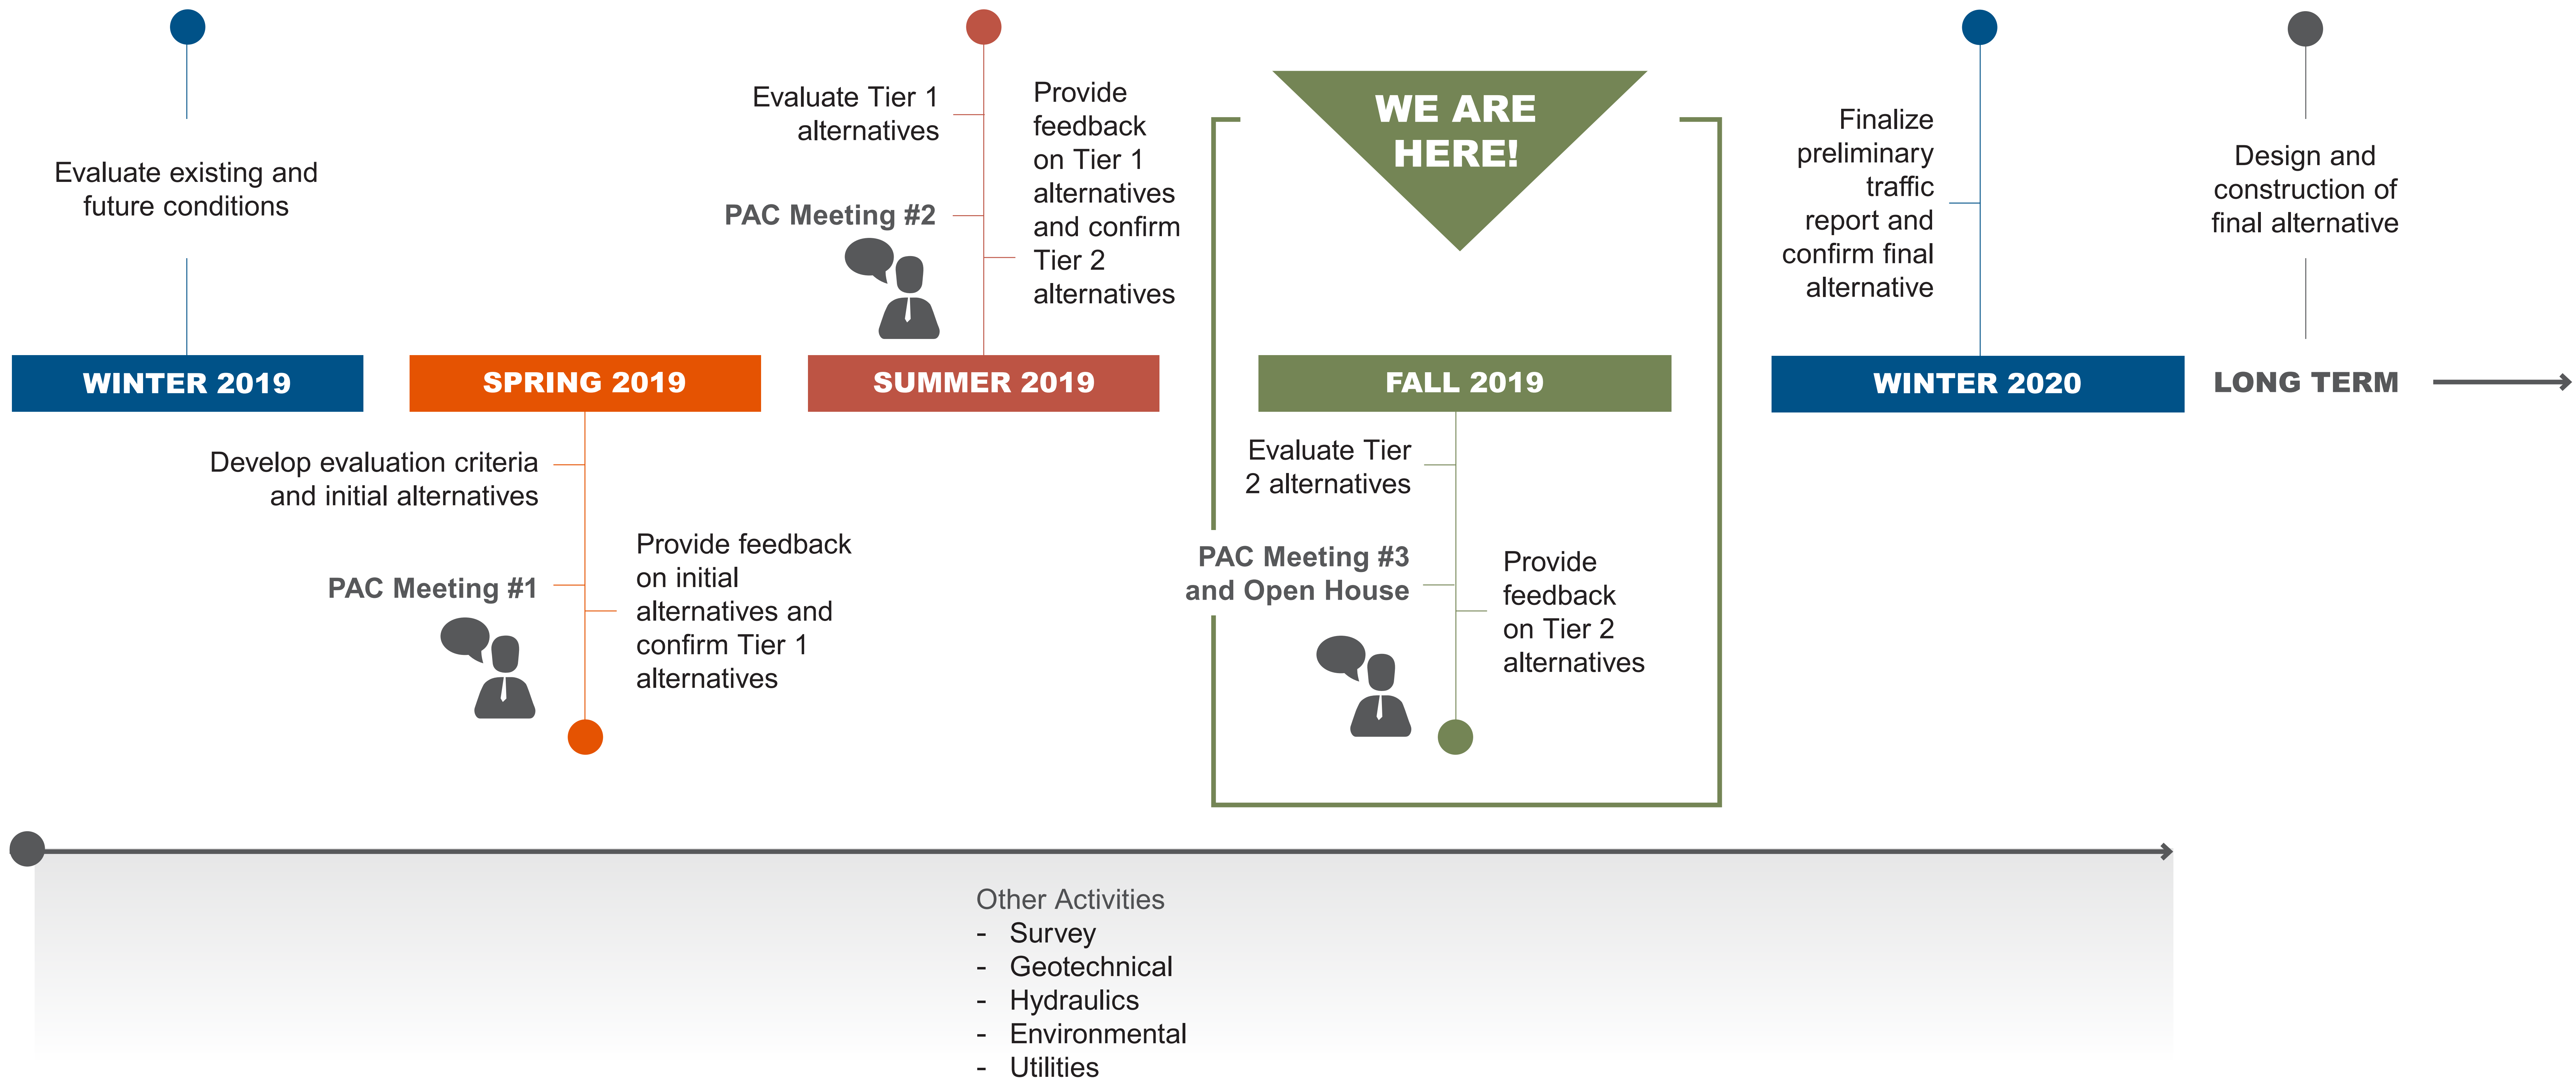 Evaluate existing and
future conditions
WINTER 2019
SPRING 2019
Develop evaluation criteria
and initial alternatives
PAC Meeting #1
Provide feedback
on initial
alternatives and
confirm Tier 1
alternatives
Evaluate Tier 1
alternatives
PAC Meeting #2
Provide
feedback
on Tier 1
alternatives
and confirm
Tier 2
alternatives
SUMMER 2019
WE ARE
HERE!
FALL 2019
Evaluate Tier
2 alternatives
PAC Meeting #3
and Open House
Provide
feedback
on Tier 2
alternatives
Finalize
preliminary
traffic
report and
confirm final
alternative
WINTER 2020
Design and
construction of
final alternative
LONG TERM
Other Activities
- Survey
- Geotechnical
- Hydraulics
- Environmental
- Utilities